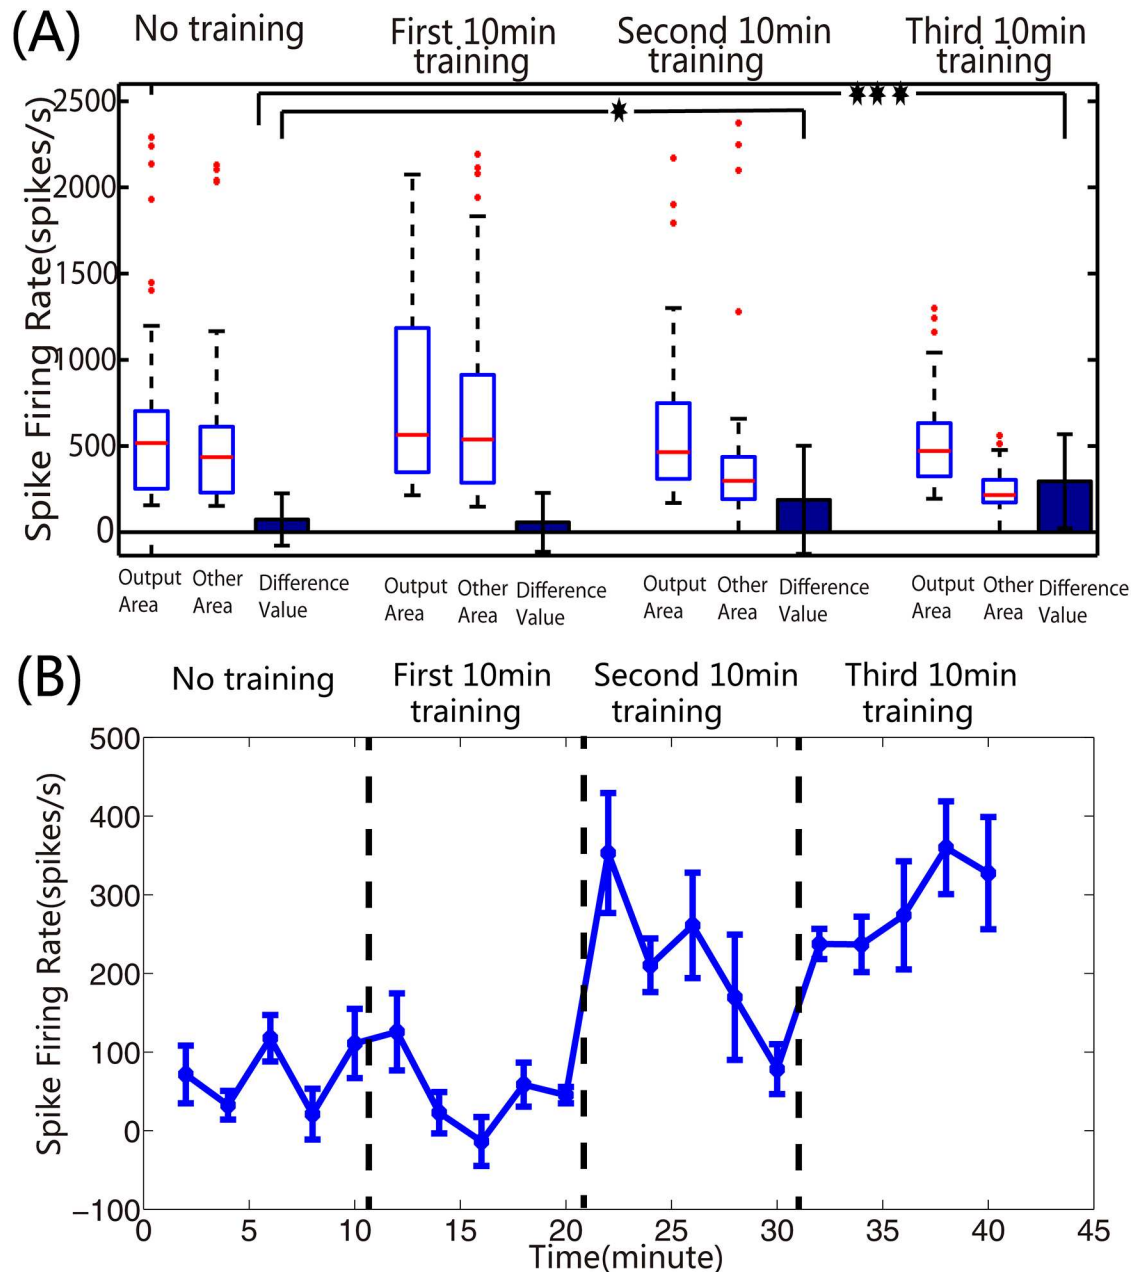 (A)
No training
First 10min
training
Second 10min
training
Third 10min
training
Spike Firing Rate(spikes/s)
2500
2000
1500
1000
500
0
Output
Area
Other
Area
Difference
Value
Output
Area
Other
Area
Difference
Value
Output
Area
Other
Area
Difference
Value
Output
Area
Other
Area
Difference
Value
(B)
No training
First 10min
training
Second 10min
training
Third 10min
training
Spike Firing Rate(spikes/s)
500
400
300
200
100
0
−100
0 5 10 15 20 25 30 35 40 45
Time(minute)